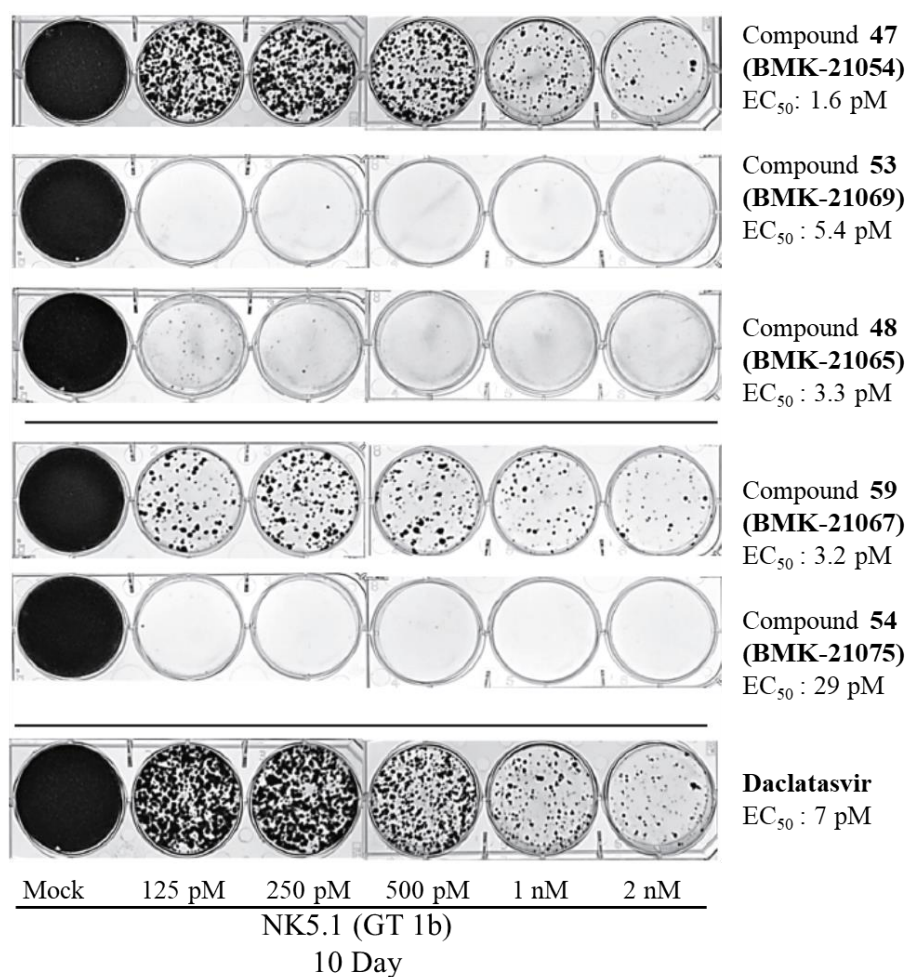 Compound 47
(BMK-21054)
EC₅₀: 1.6 pM
Compound 53
(BMK-21069)
EC₅₀ : 5.4 pM
Compound 48
(BMK-21065)
EC₅₀ : 3.3 pM
Compound 59
(BMK-21067)
EC₅₀ : 3.2 pM
Compound 54
(BMK-21075)
EC₅₀ : 29 pM
Daclatasvir
EC₅₀ : 7 pM
Mock 125 pM 250 pM 500 pM 1 nM 2 nM
NK5.1 (GT 1b)
10 Day